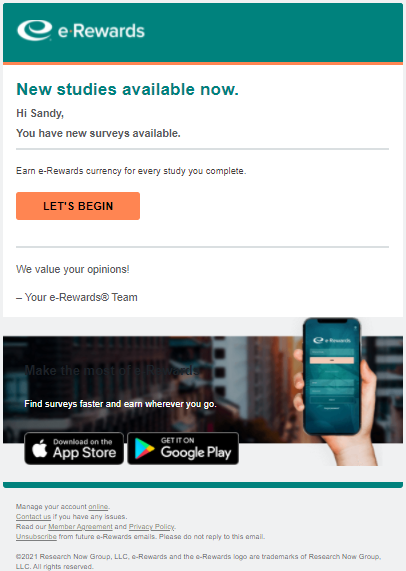 e·Rewards
New studies available now.
Hi Sandy,
You have new surveys available.
Earn e-Rewards currency for every study you complete.
LET'S BEGIN
We value your opinions!
– Your e-Rewards® Team
e·Rewards
Make the most of e-Rewards
Find surveys faster and earn wherever you go.
Download on the
App Store
GET IT ON
Google Play
Manage your account online.
Contact us if you have any issues.
Read our Member Agreement and Privacy Policy.
Unsubscribe from future e-Rewards emails. Please do not reply to this email.
©2021 Research Now Group, LLC, e-Rewards and the e-Rewards logo are trademarks of Research Now Group,
LLC. All rights reserved.